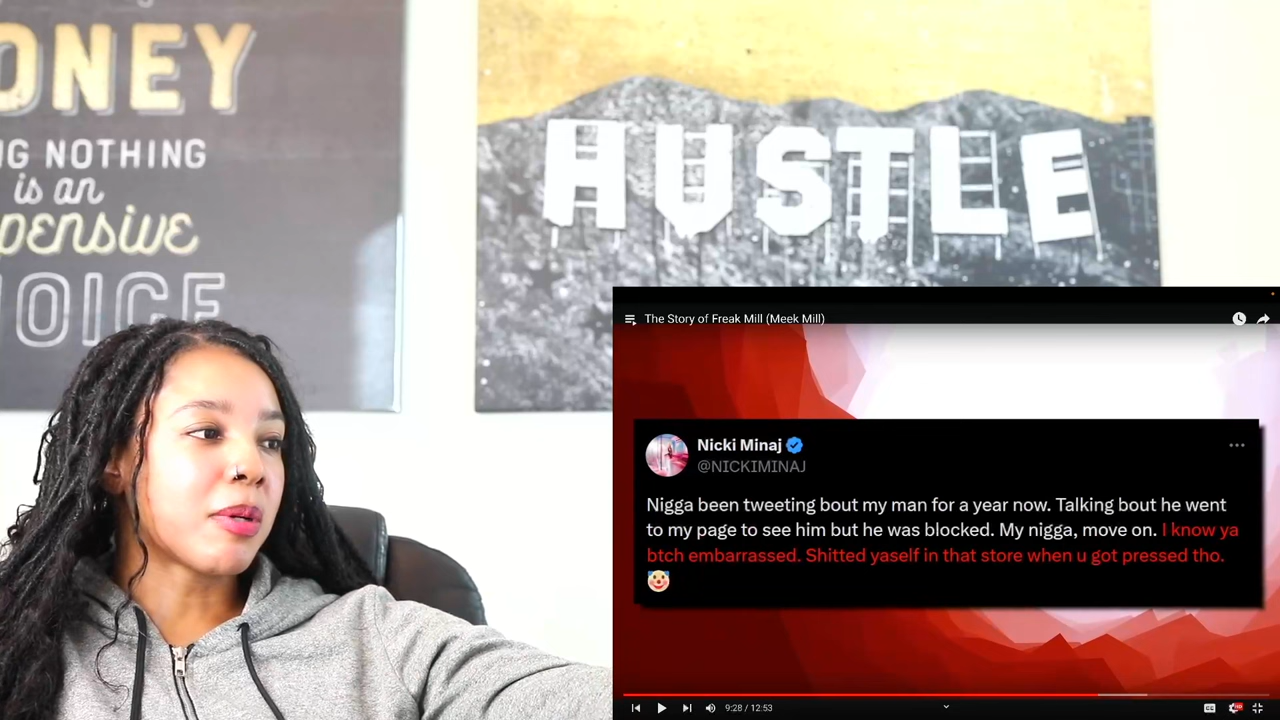 ONEY
NG NOTHING
is an
pensive
OICE
HUSTLE
The Story of Freak Mill (Meek Mill)
Nicki Minaj
@NICKIMINAJ
Nigga been tweeting bout my man for a year now. Talking bout he went
to my page to see him but he was blocked. My nigga, move on. I know ya
btch embarrassed. Shitted yaself in that store when u got pressed tho.
9:28 / 12:53
CC
HD